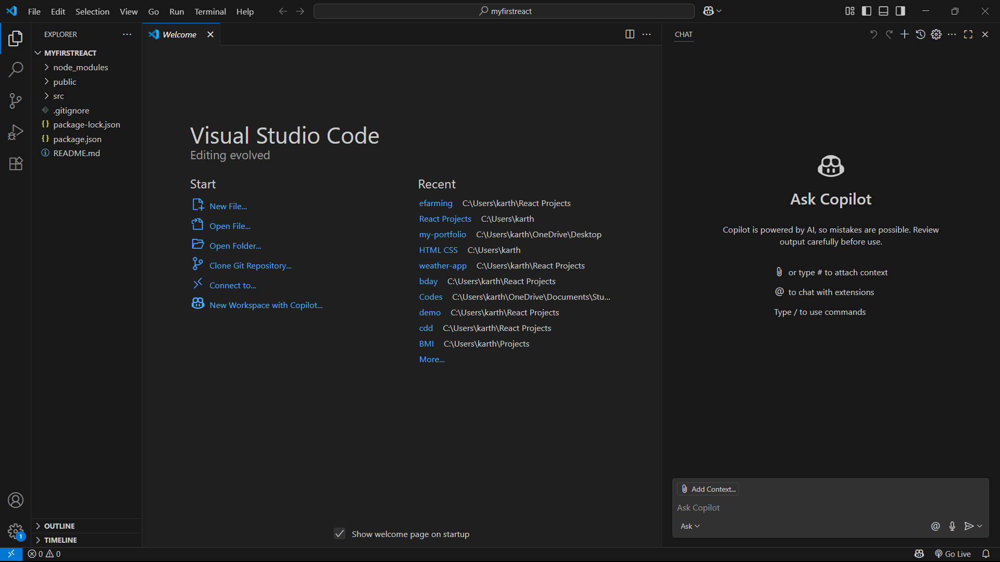 File Edit Selection View Go Run Terminal Help
myfirstreact
EXPLORER
MYFIRSTREACT
node_modules
public
src
.gitignore
package-lock.json
package.json
README.md
OUTLINE
TIMELINE
Welcome
Visual Studio Code
Editing evolved
Start
New File...
Open File...
Open Folder...
Clone Git Repository...
Connect to...
New Workspace with Copilot...
Recent
efarming C:\Users\karth\React Projects
React Projects C:\Users\karth
my-portfolio C:\Users\karth\OneDrive\Desktop
HTML CSS C:\Users\karth
weather-app C:\Users\karth\React Projects
bday C:\Users\karth\React Projects
Codes C:\Users\karth\OneDrive\Documents\Stu...
demo C:\Users\karth\React Projects
cdd C:\Users\karth\React Projects
BMI C:\Users\karth\Projects
More...
Show welcome page on startup
CHAT
Ask Copilot
Copilot is powered by AI, so mistakes are possible. Review
output carefully before use.
or type # to attach context
@ to chat with extensions
Type / to use commands
Add Context...
Ask Copilot
Ask
@
1
0 0
Go Live